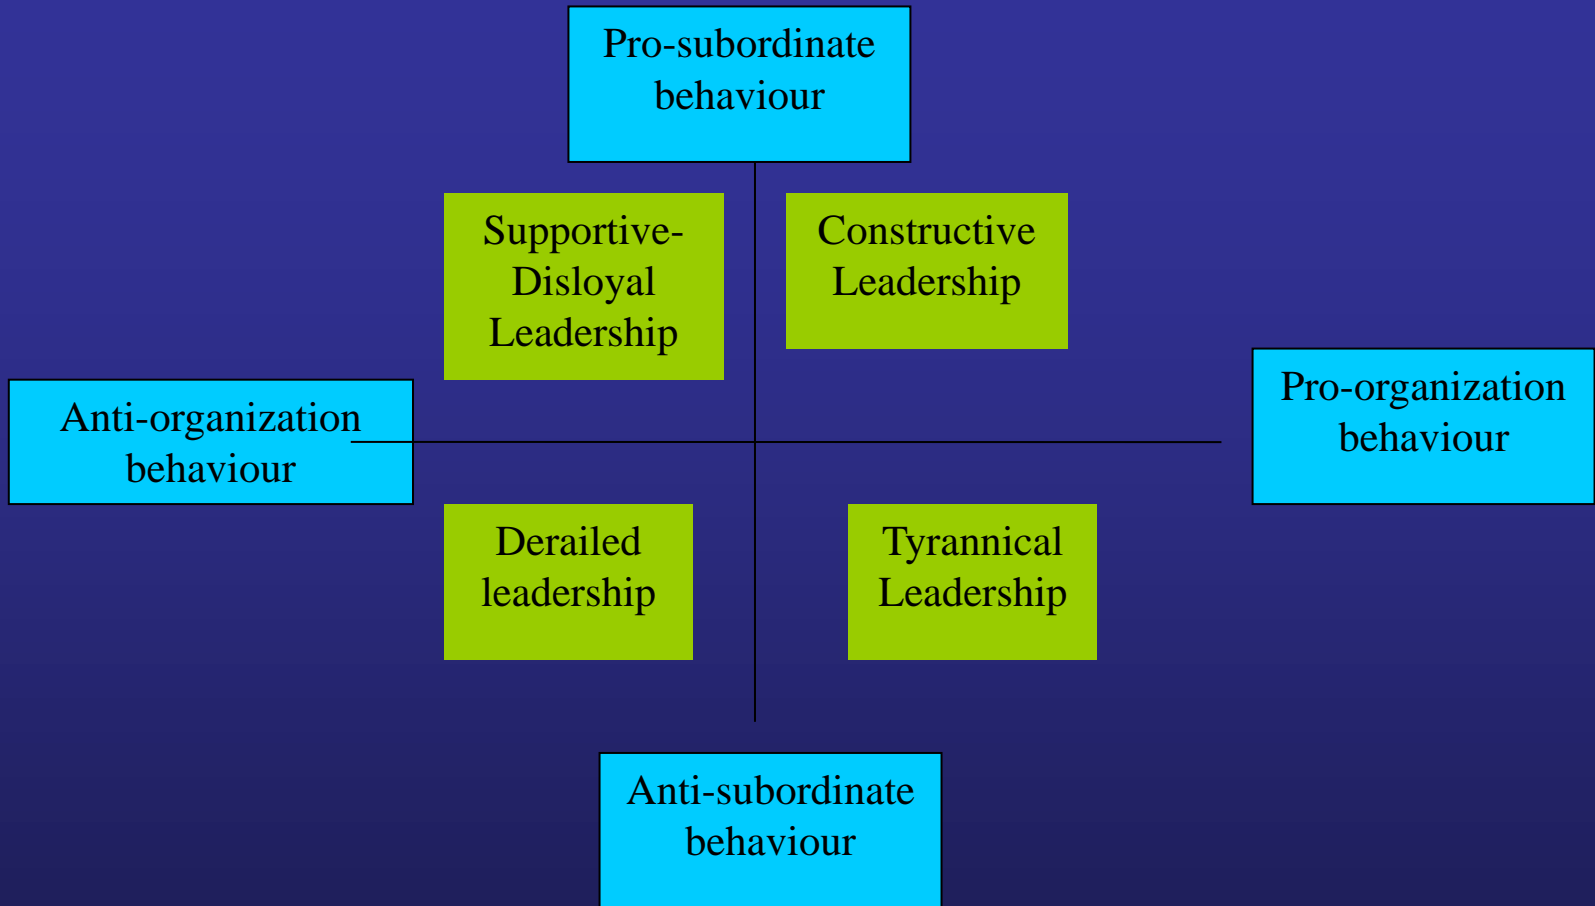 Pro-subordinate
behaviour
Supportive-
Disloyal
Leadership
Constructive
Leadership
Anti-organization
behaviour
Pro-organization
behaviour
Derailed
leadership
Tyrannical
Leadership
Anti-subordinate
behaviour